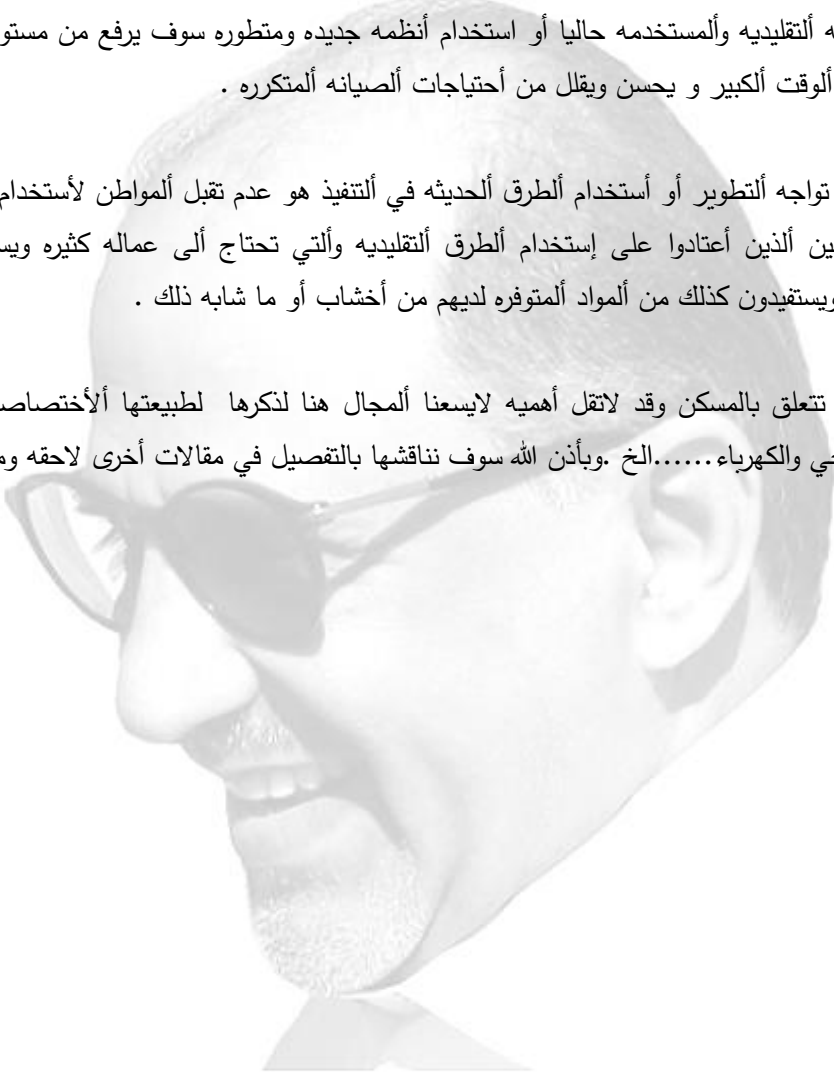 ه ألتقليديه وألمستخدمه حاليا أو استخدام أنظمه جديده ومتطوره سوف يرفع من مستو
ألوقت ألكبير و يحسن ويقلل من أحتياجات ألصيانه ألمتكرره .
تواجه ألتطوير أو أستخدام ألطرق ألحديثه في ألتنفيذ هو عدم تقبل ألمواطن لأستخدام
ين ألذين أعتادوا على إستخدام ألطرق ألتقليديه وألتي تحتاج ألى عماله كثيره ويس
ويستفيدون كذلك من ألمواد ألمتوفره لديهم من أخشاب أو ما شابه ذلك .
تتعلق بالمسكن وقد لاتقل أهميه لايسعنا ألمجال هنا لذكرها لطبيعتها ألأختصاص
حي والكهرباء......الخ .وبأذن الله سوف نناقشها بالتفصيل في مقالات أخرى لاحقه وم